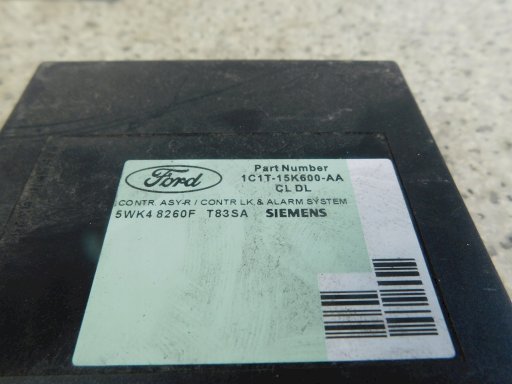 Ford
Part Number
1C1T-15K600-AA
CL DL
CONTR. ASY-R / CONTR LK, & ALARM SYSTEM
5WK4 8260F T83SA SIEMENS